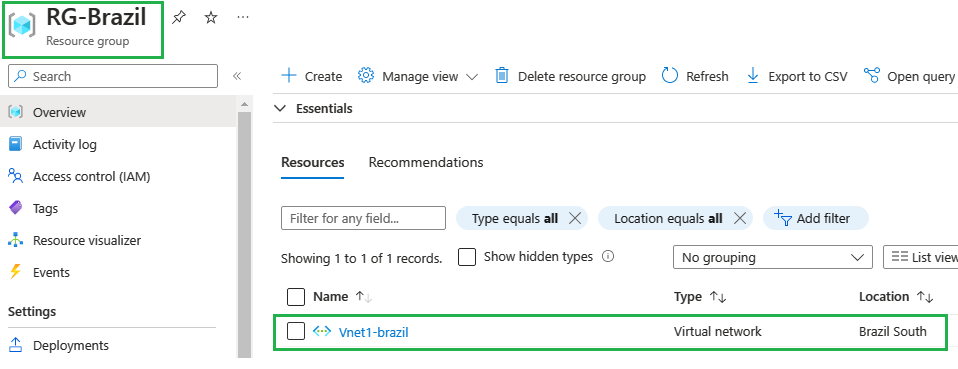 RG-Brazil
Resource group
Search
Create Manage view Delete resource group Refresh Export to CSV Open query
Essentials
Overview
Activity log
Access control (IAM)
Tags
Resource visualizer
Events
Settings
Deployments
Resources Recommendations
Filter for any field... Type equals all Location equals all Add filter
Showing 1 to 1 of 1 records. Show hidden types No grouping List view
Name Type Location
Vnet1-brazil Virtual network Brazil South